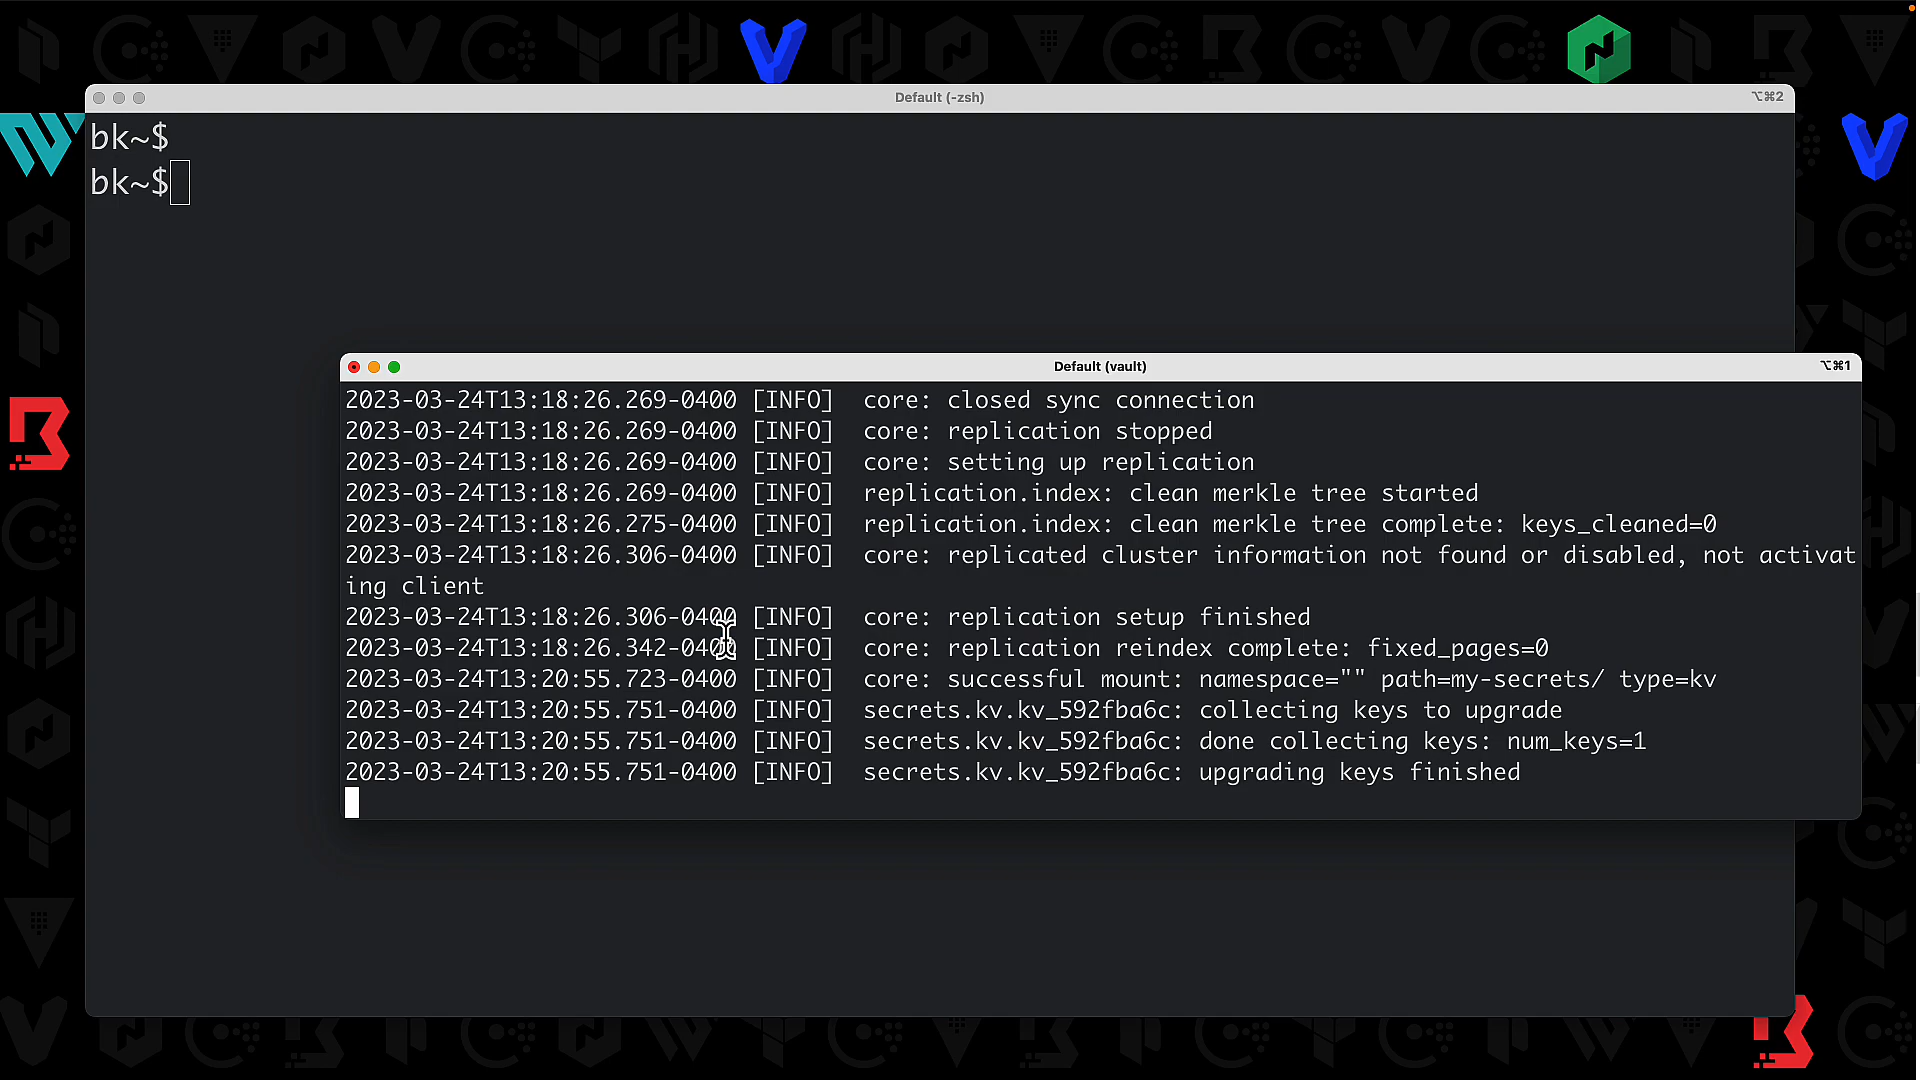 Default (-zsh)
⌥⌘2
bk~$
bk~$
Default (vault)
⌥⌘1
2023-03-24T13:18:26.269-0400 [INFO]  core: closed sync connection
2023-03-24T13:18:26.269-0400 [INFO]  core: replication stopped
2023-03-24T13:18:26.269-0400 [INFO]  core: setting up replication
2023-03-24T13:18:26.269-0400 [INFO]  replication.index: clean merkle tree started
2023-03-24T13:18:26.275-0400 [INFO]  replication.index: clean merkle tree complete: keys_cleaned=0
2023-03-24T13:18:26.306-0400 [INFO]  core: replicated cluster information not found or disabled, not activat
ing client
2023-03-24T13:18:26.306-0400 [INFO]  core: replication setup finished
2023-03-24T13:18:26.342-0400 [INFO]  core: replication reindex complete: fixed_pages=0
2023-03-24T13:20:55.723-0400 [INFO]  core: successful mount: namespace="" path=my-secrets/ type=kv
2023-03-24T13:20:55.751-0400 [INFO]  secrets.kv.kv_592fba6c: collecting keys to upgrade
2023-03-24T13:20:55.751-0400 [INFO]  secrets.kv.kv_592fba6c: done collecting keys: num_keys=1
2023-03-24T13:20:55.751-0400 [INFO]  secrets.kv.kv_592fba6c: upgrading keys finished